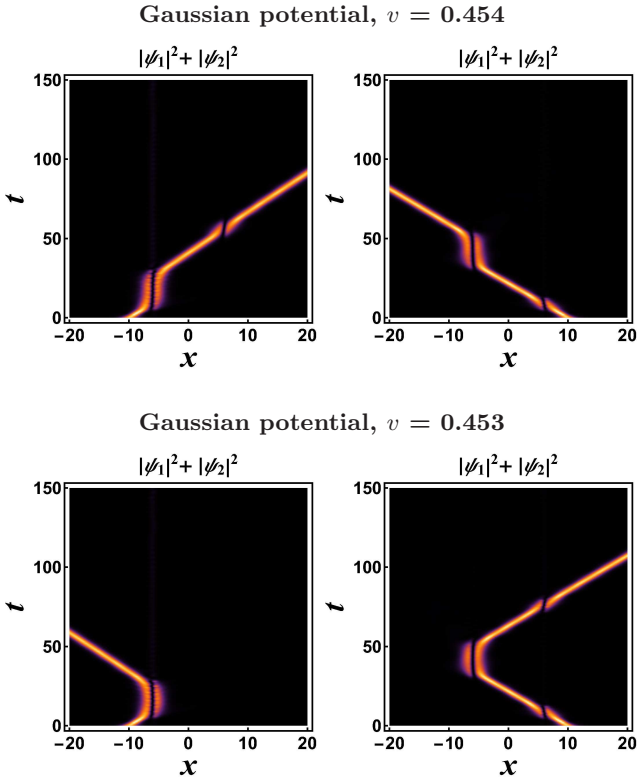 Gaussian potential, v = 0.454
|ψ₁|²+ |ψ₂|² |ψ₁|²+ |ψ₂|²
150 150
100 100
t t
50 50
0 0
−20 −10 0 10 20 −20 −10 0 10 20
x x
Gaussian potential, v = 0.453
|ψ₁|²+ |ψ₂|² |ψ₁|²+ |ψ₂|²
150 150
100 100
t t
50 50
0 0
−20 −10 0 10 20 −20 −10 0 10 20
x x